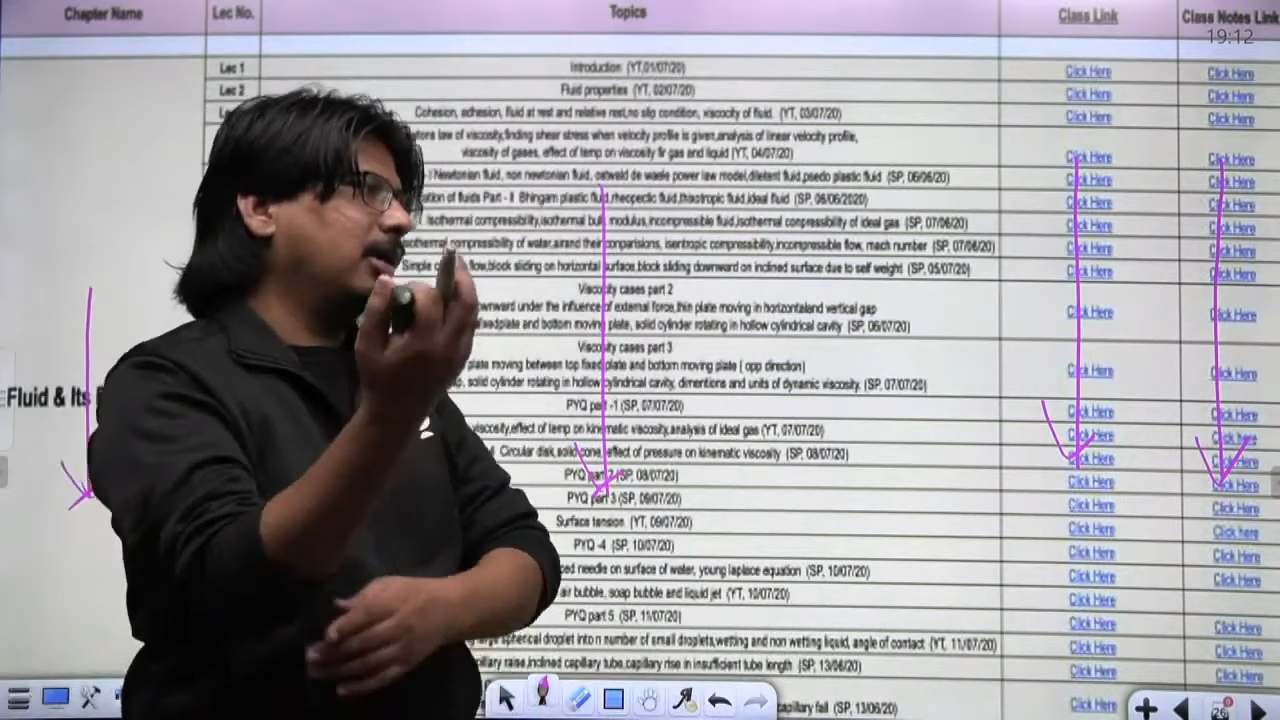 Chapter Name Lec No. Topics Class Link Class Notes Link
19:12
Lec 1 Introduction (YT,01/07/20) Click Here Click Here
Lec 2 Fluid properties (YT, 02/07/20) Click Here Click Here
Cohesion, adhesion, fluid at rest and relative rest,no slip condition, viscocity of fluid. (YT, 03/07/20) Click Here Click Here
law of viscosity,finding shear stress when velocity profile is given,analysis of linear velocity profile,
viscosity of gases, effect of temp on viscosity fir gas and liquid (YT, 04/07/20) Click Here Click Here
Newtonian fluid, non newtonian fluid, ostwald de waele power law model,dilatent fluid,psedo plastic fluid (SP, 06/06/20) Click Here Click Here
of fluids Part - II Bhingam plastic fluid,rheopectic fluid,thixotropic fluid,ideal fluid (SP, 06/06/2020) Click Here Click Here
isothermal compressibility,isothermal bulk modulus,incompressible fluid,isothermal conpressibility of ideal gas (SP, 07/06/20) Click Here Click Here
compressibility of water,airand their conparisions, isentropic compressibility,incompressible flow, mach number (SP, 07/06/20) Click Here Click Here
Simple flow,block sliding on horizontal surface,block sliding downward on inclined surface due to self weight (SP, 05/07/20) Click Here Click Here
Viscosity cases part 2
under the influence of external force,thin plate moving in horizontaland vertical gap Click Here Click Here
and bottom moving plate, solid cylinder rotating in hollow cylindrical cavity (SP, 06/07/20)
Viscosity cases part 3
plate moving between top fixed plate and bottom moving plate ( opp direction) Click Here Click Here
solid cylinder rotating in hollow cylindrical cavity, dimentions and units of dynamic viscosity. (SP, 07/07/20)
Fluid & Its
PYQ part -1 (SP, 07/07/20) Click Here Click Here
viscosity,effect of temp on kinematic viscosity,analysis of ideal gas (YT, 07/07/20) Click Here Click here
Circular disk,solid cone,effect of pressure on kinematic viscosity (SP, 08/07/20) Click Here Click Here
PYQ part 2 (SP, 08/07/20) Click Here Click Here
PYQ part 3 (SP, 09/07/20) Click Here Click Here
Surface tension (YT, 09/07/20) Click Here Click here
PYQ -4 (SP, 10/07/20) Click Here Click Here
needle on surface of water, young laplace equation (SP, 10/07/20) Click Here Click Here
air bubble, soap bubble and liquid jet (YT, 10/07/20) Click Here
PYQ part 5 (SP, 11/07/20) Click Here Click Here
spherical droplet into n number of small droplets,wetting and non wetting liquid, angle of contact (YT, 11/07/20) Click Here Click Here
raise,inclined capillary tube,capillary rise in insufficient tube length (SP, 13/06/20) Click Here Click Here
capillary fall (SP, 13/06/20) Click Here Click Here
26